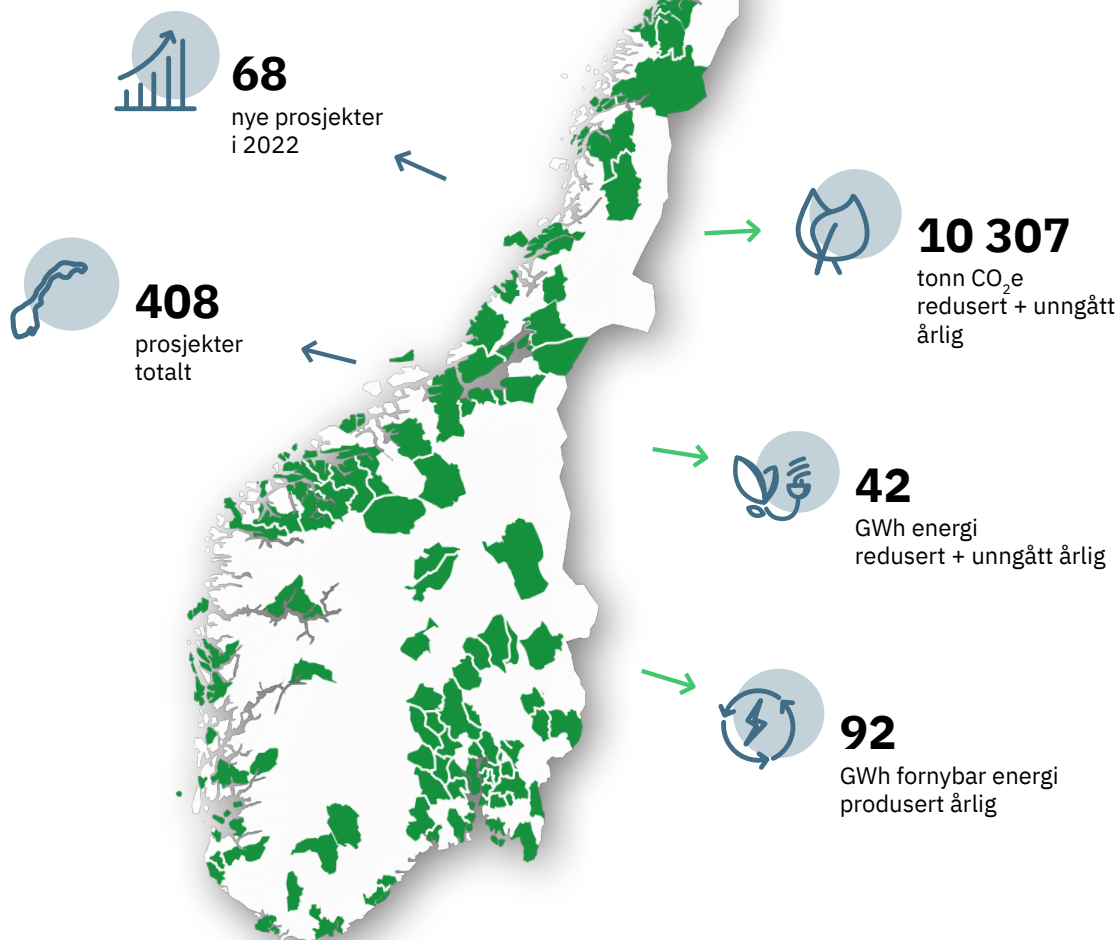 68
nye prosjekter
i 2022
408
prosjekter
totalt
10 307
tonn CO₂e
redusert + unngått
årlig
42
GWh energi
redusert + unngått årlig
92
GWh fornybar energi
produsert årlig